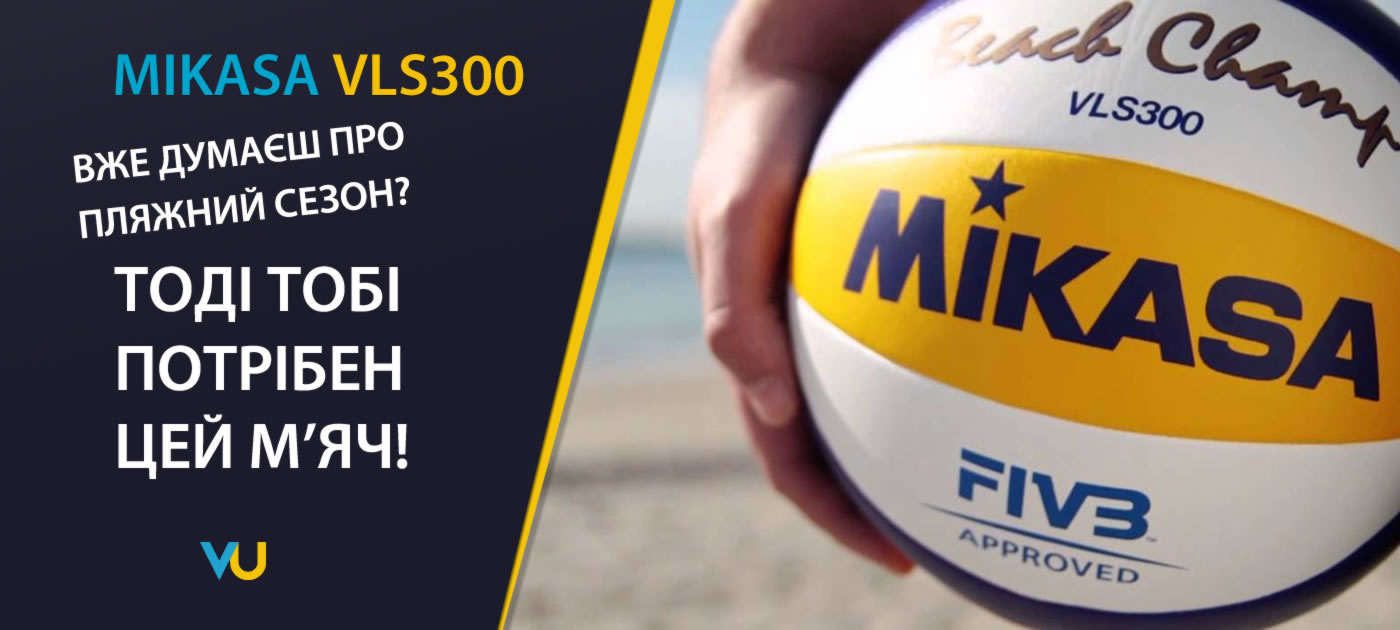 MIKASA VLS300
ВЖЕ ДУМАЄШ ПРО
ПЛЯЖНИЙ СЕЗОН?
ТОДІ ТОБІ
ПОТРІБЕН
ЦЕЙ М’ЯЧ!
VU
Beach Champ
VLS300
MIKASA
FIVB
APPROVED